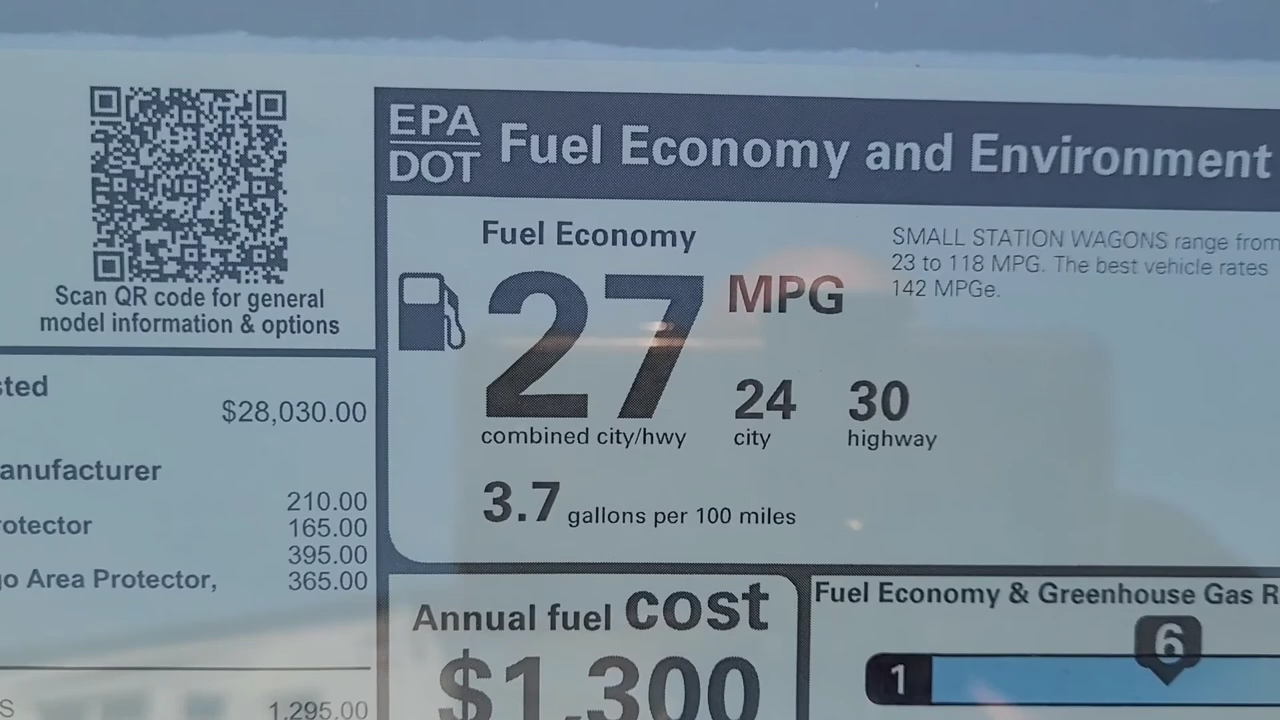 Scan QR code for general
model information & options
sted
$28,030.00
anufacturer
210.00
rotector 165.00
395.00
go Area Protector, 365.00
S 1,295.00
EPA
DOT
Fuel Economy and Environment
Fuel Economy
27 MPG
combined city/hwy
24
city
30
highway
3.7 gallons per 100 miles
SMALL STATION WAGONS range from
23 to 118 MPG. The best vehicle rates
142 MPGe.
Annual fuel cost
$1,300
Fuel Economy & Greenhouse Gas R
6
1